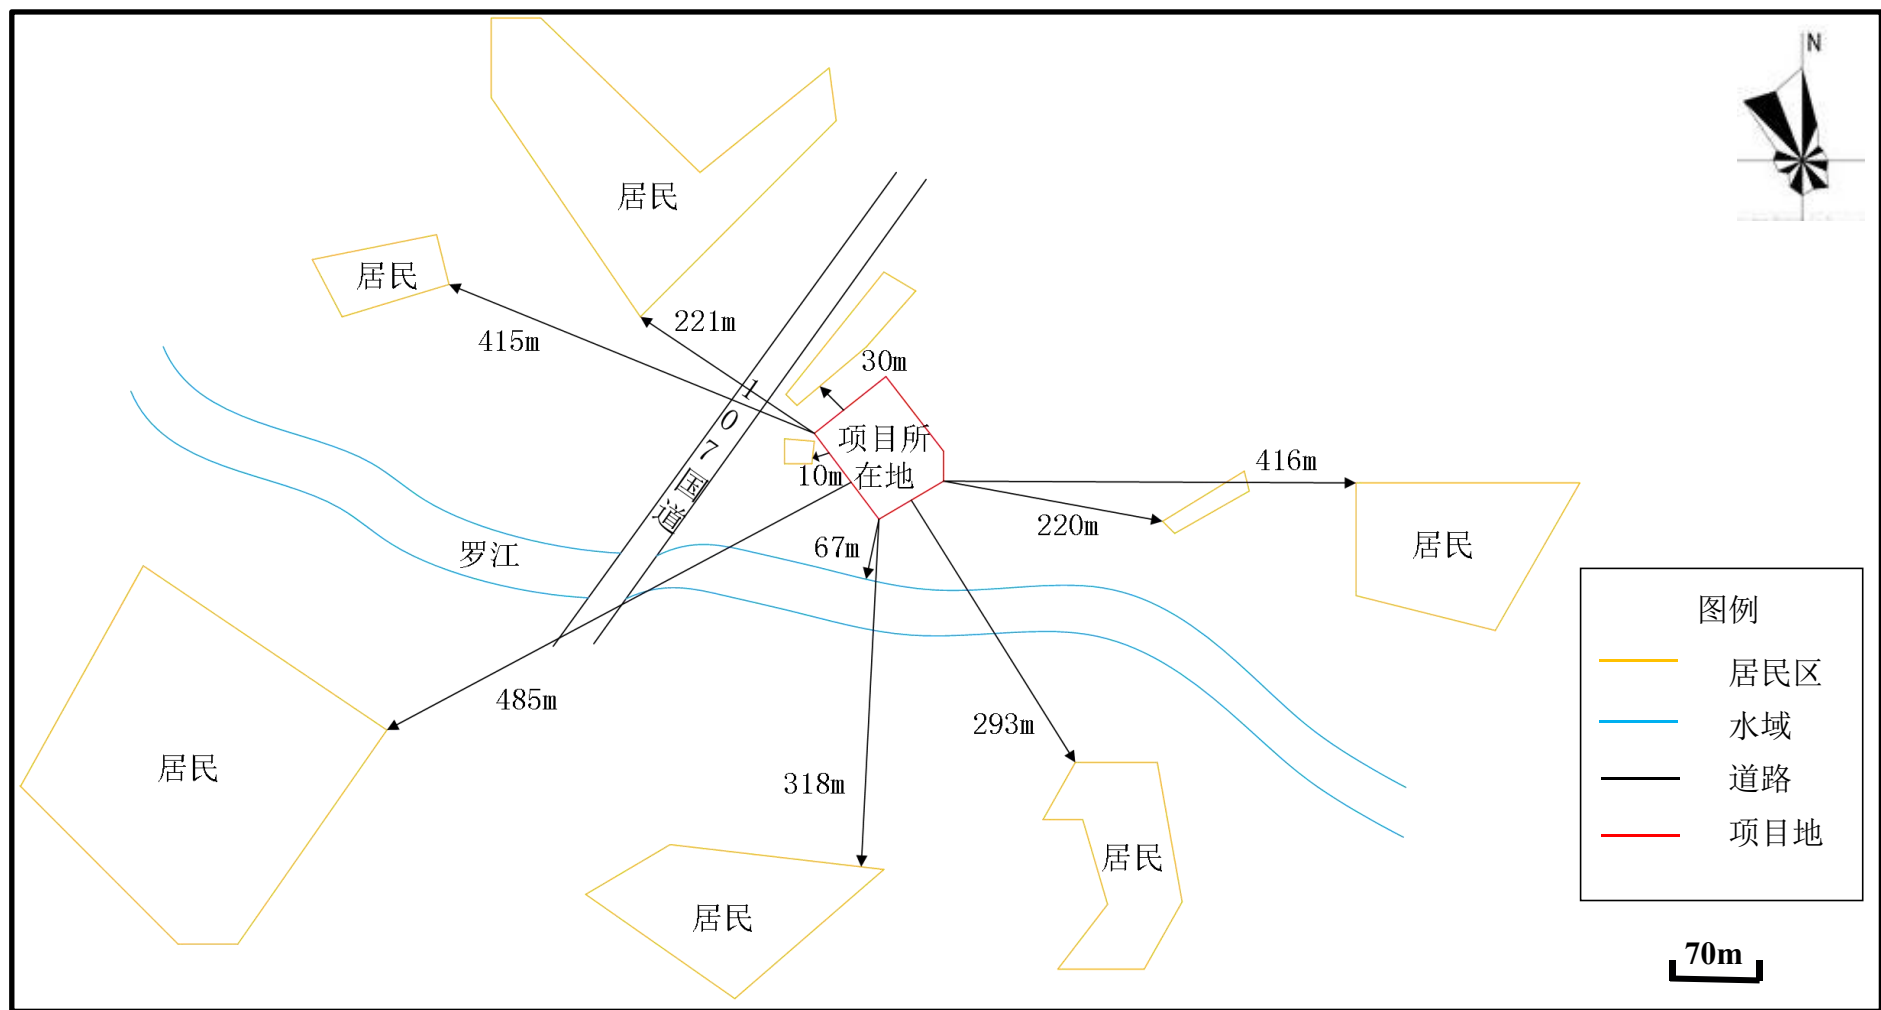 N
居民
居民
221m
415m
30m
107国道
项目所
在地
10m
416m
220m
居民
67m
罗江
图例
居民区
水域
道路
项目地
485m
293m
居民
318m
居民
居民
70m